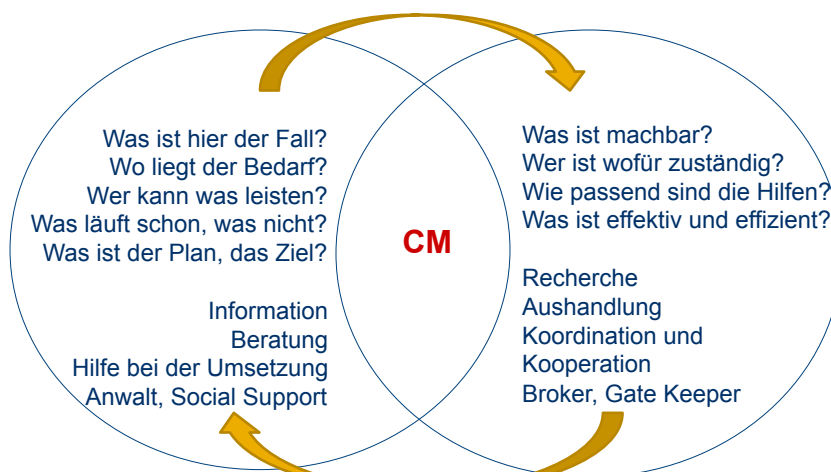 Was ist hier der Fall?
Wo liegt der Bedarf?
Wer kann was leisten?
Was läuft schon, was nicht?
Was ist der Plan, das Ziel?
Information
Beratung
Hilfe bei der Umsetzung
Anwalt, Social Support
CM
Was ist machbar?
Wer ist wofür zuständig?
Wie passend sind die Hilfen?
Was ist effektiv und effizient?
Recherche
Aushandlung
Koordination und
Kooperation
Broker, Gate Keeper